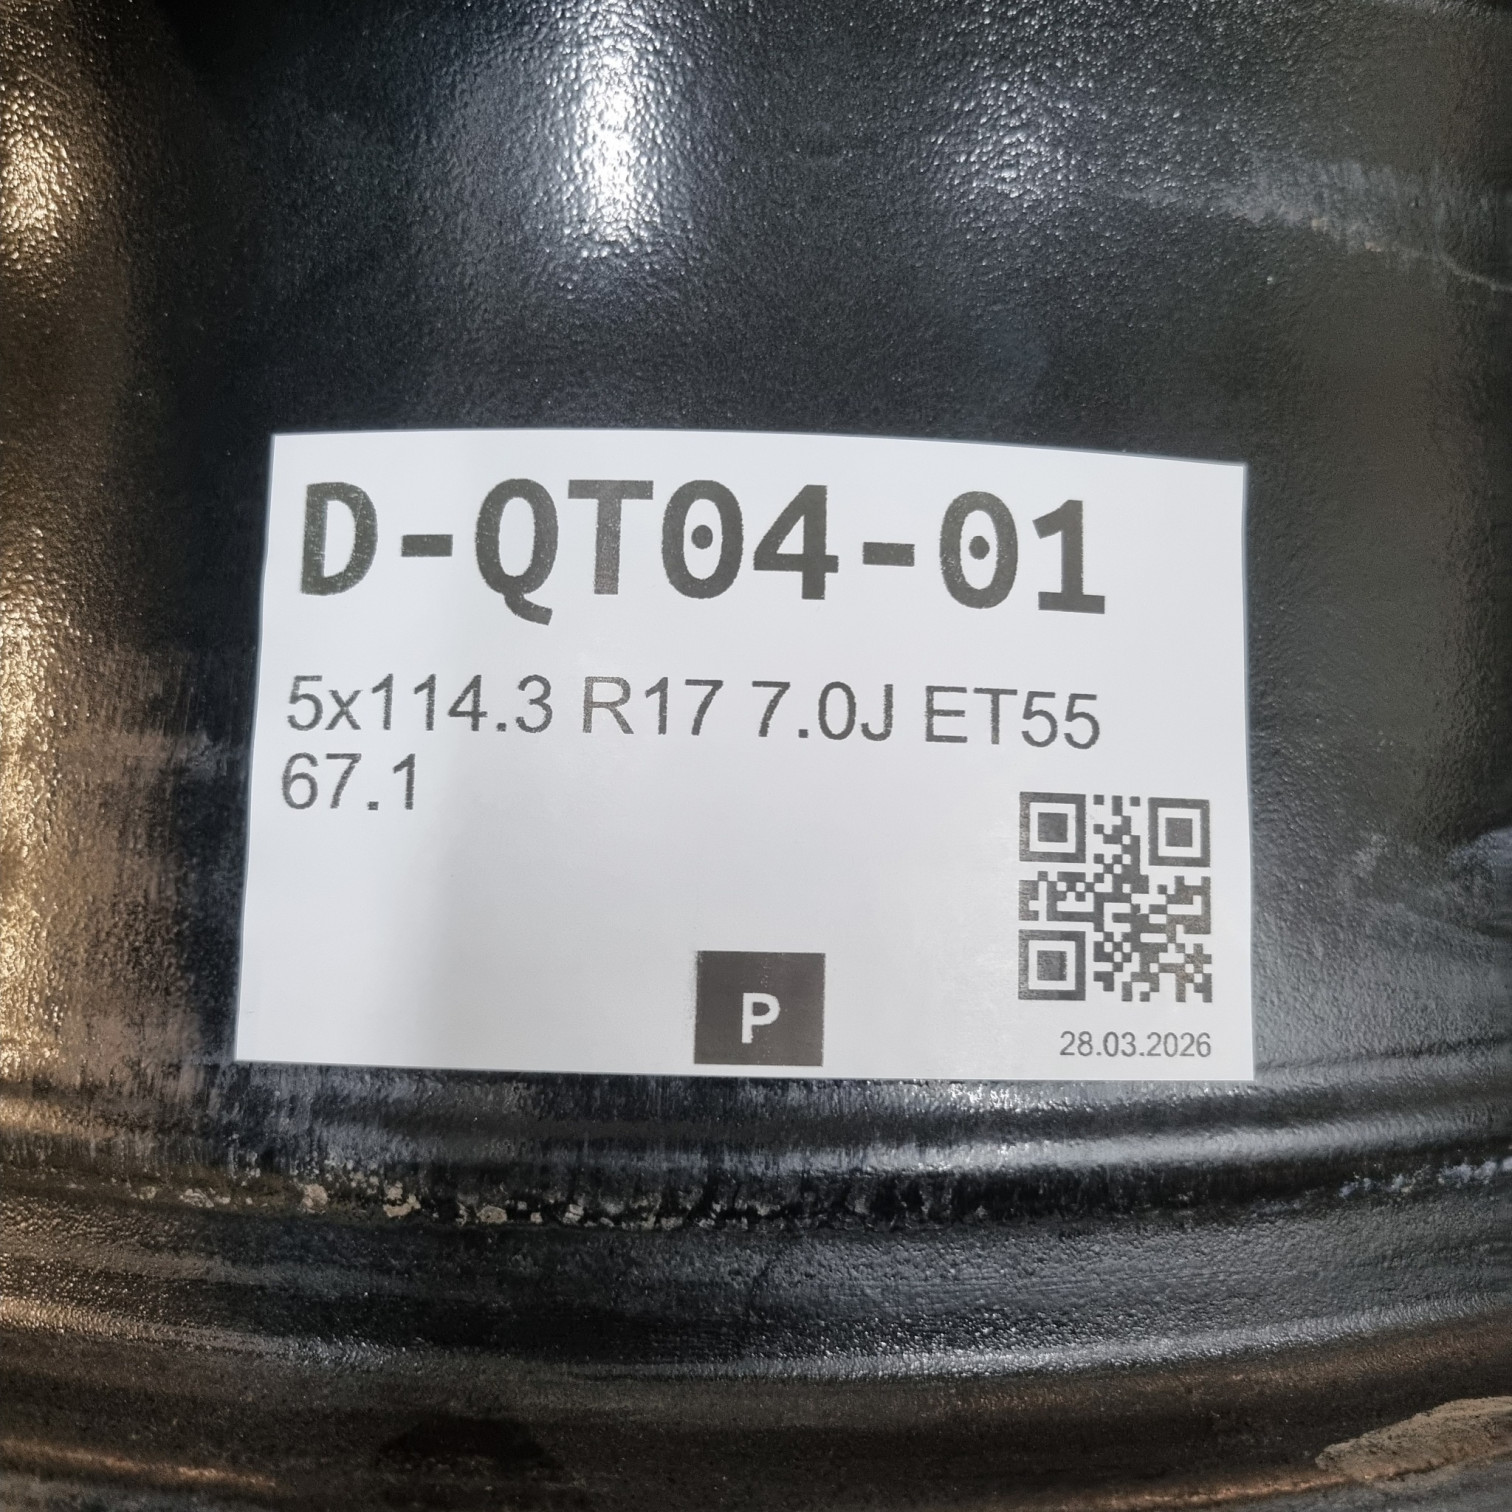 D-QT04-01
5x114.3 R17 7.0J ET55
67.1
P
28.03.2026